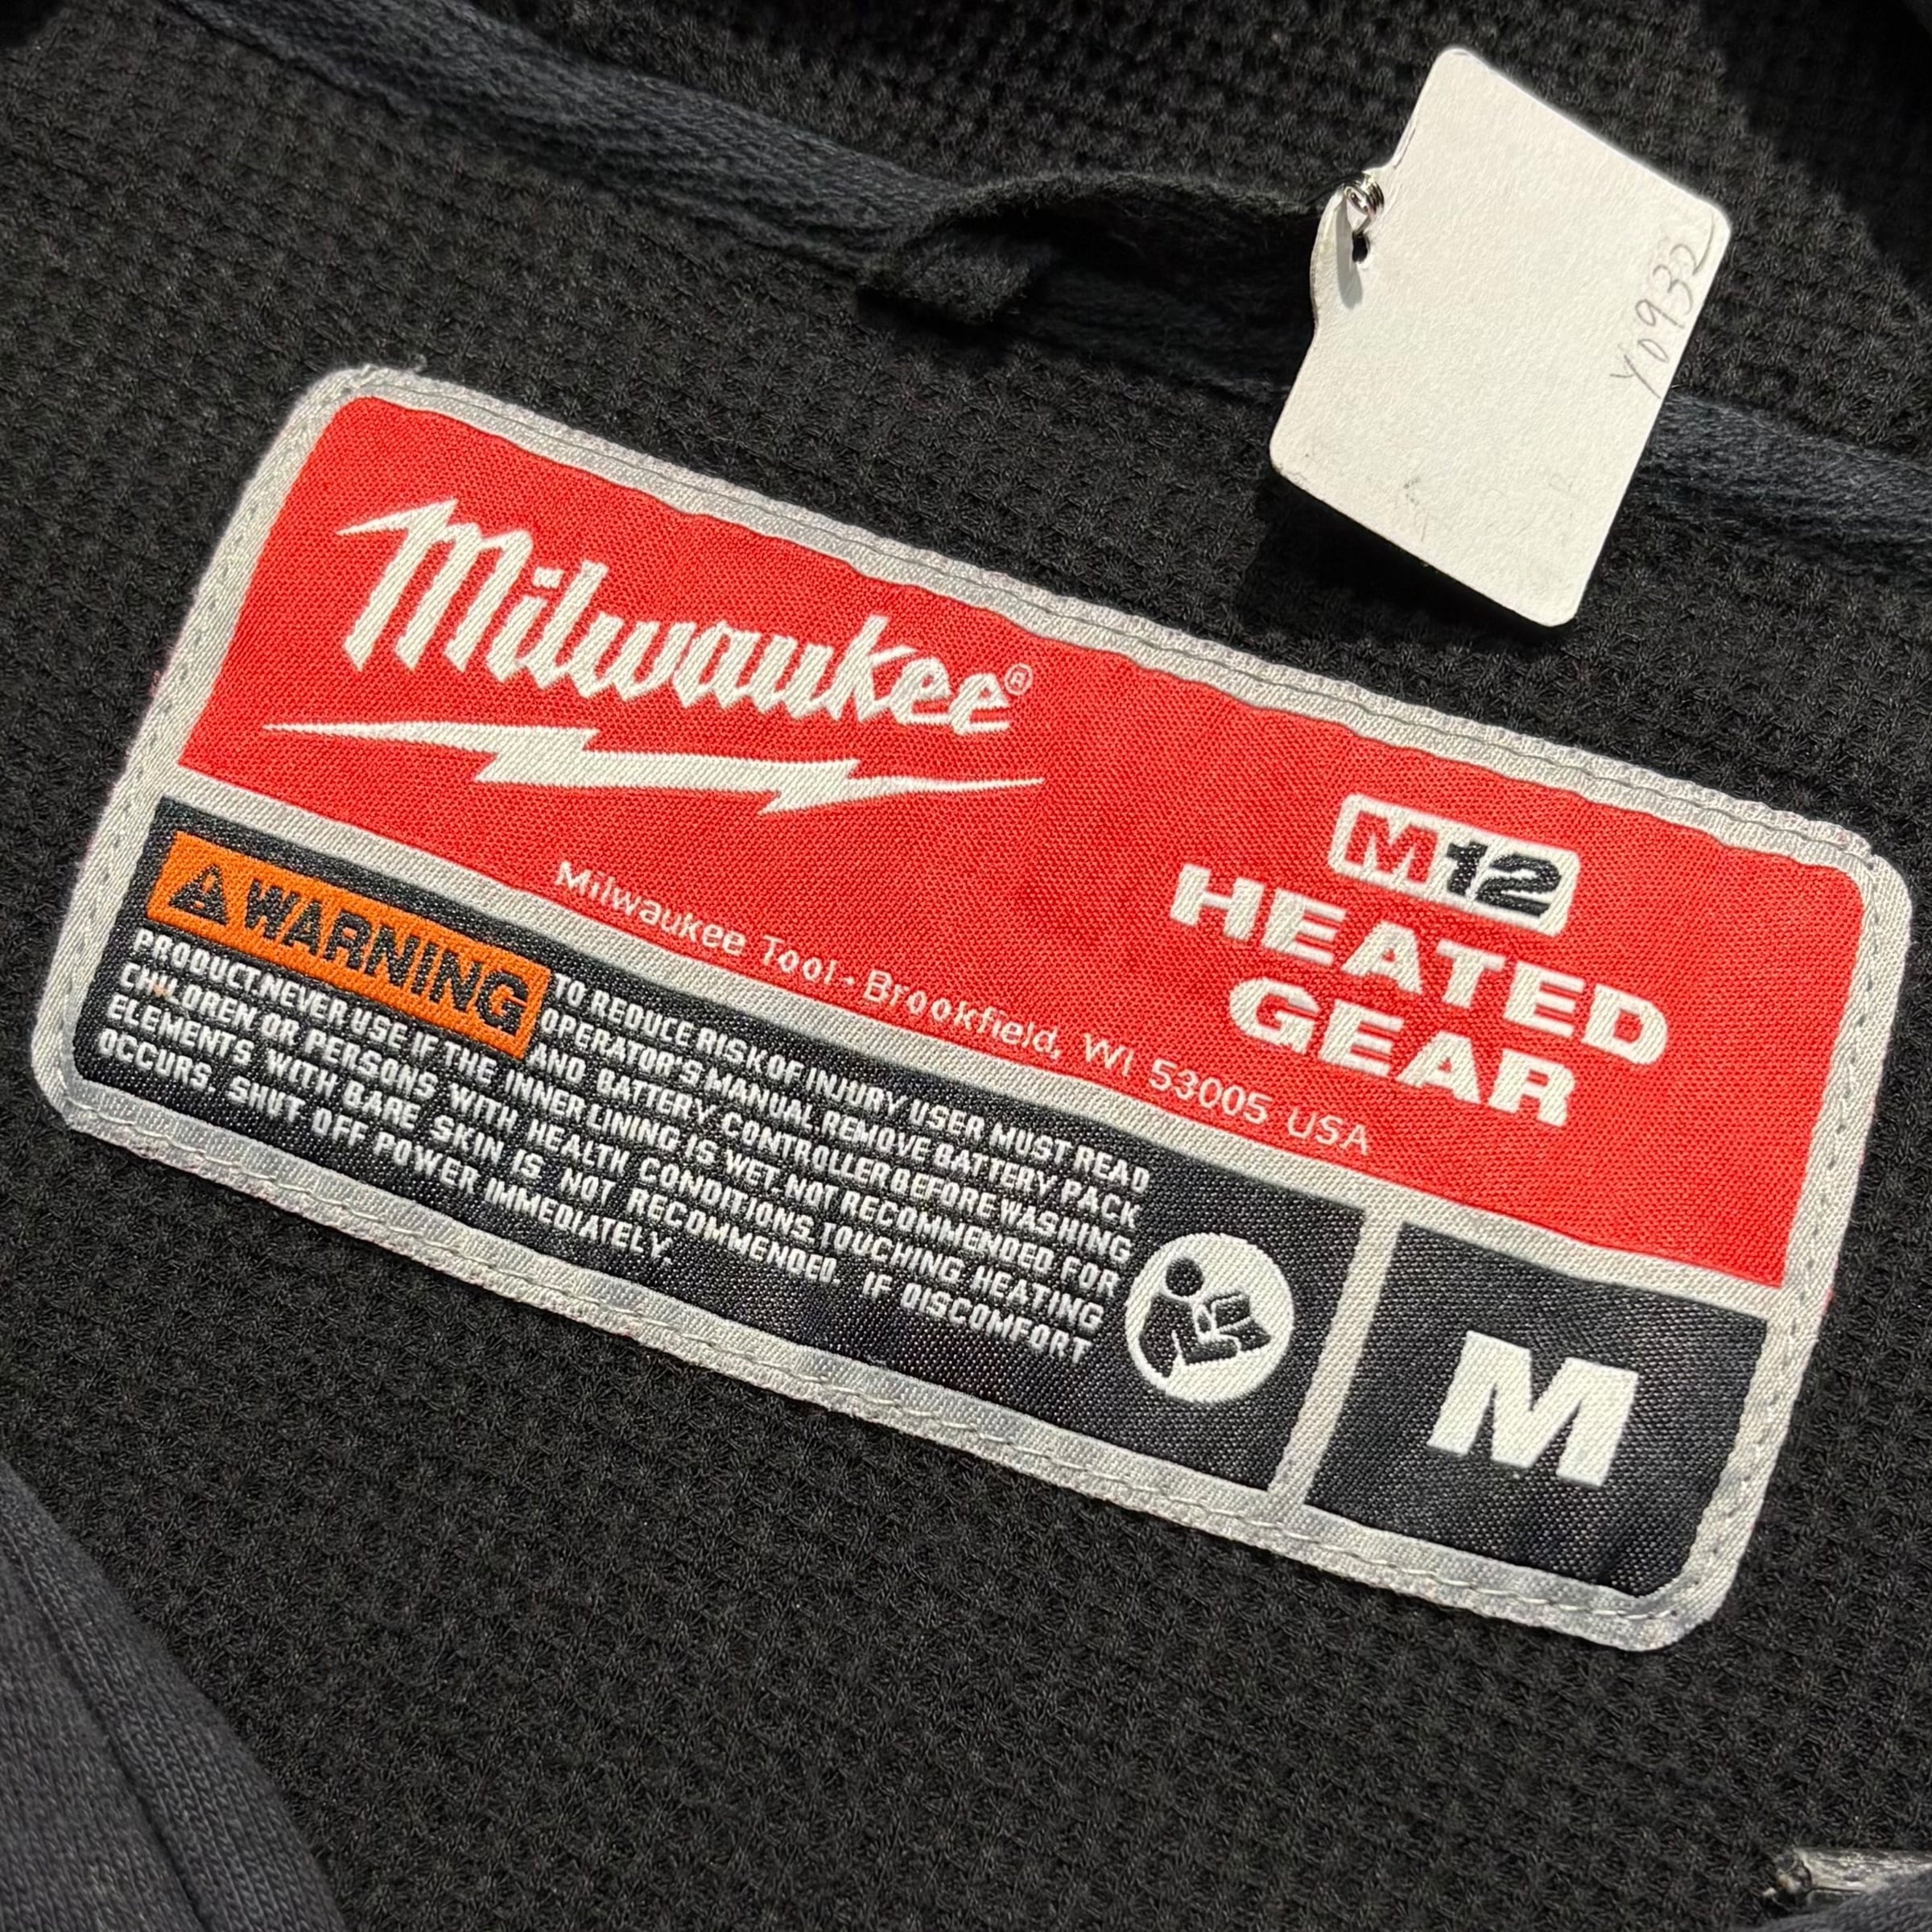 Y0935
Milwaukee®
M12
HEATED
GEAR
Milwaukee Tool - Brookfield, WI 53005 USA
WARNING TO REDUCE RISK OF INJURY USER MUST READ
OPERATOR'S MANUAL. REMOVE BATTERY PACK
AND BATTERY CONTROLLER BEFORE WASHING
PRODUCT. NEVER USE IF THE INNER LINING IS WET. NOT RECOMMENDED FOR
CHILDREN OR PERSONS WITH HEALTH CONDITIONS. TOUCHING HEATING
ELEMENTS WITH BARE SKIN IS NOT RECOMMENDED. IF DISCOMFORT
OCCURS, SHUT OFF POWER IMMEDIATELY.
M